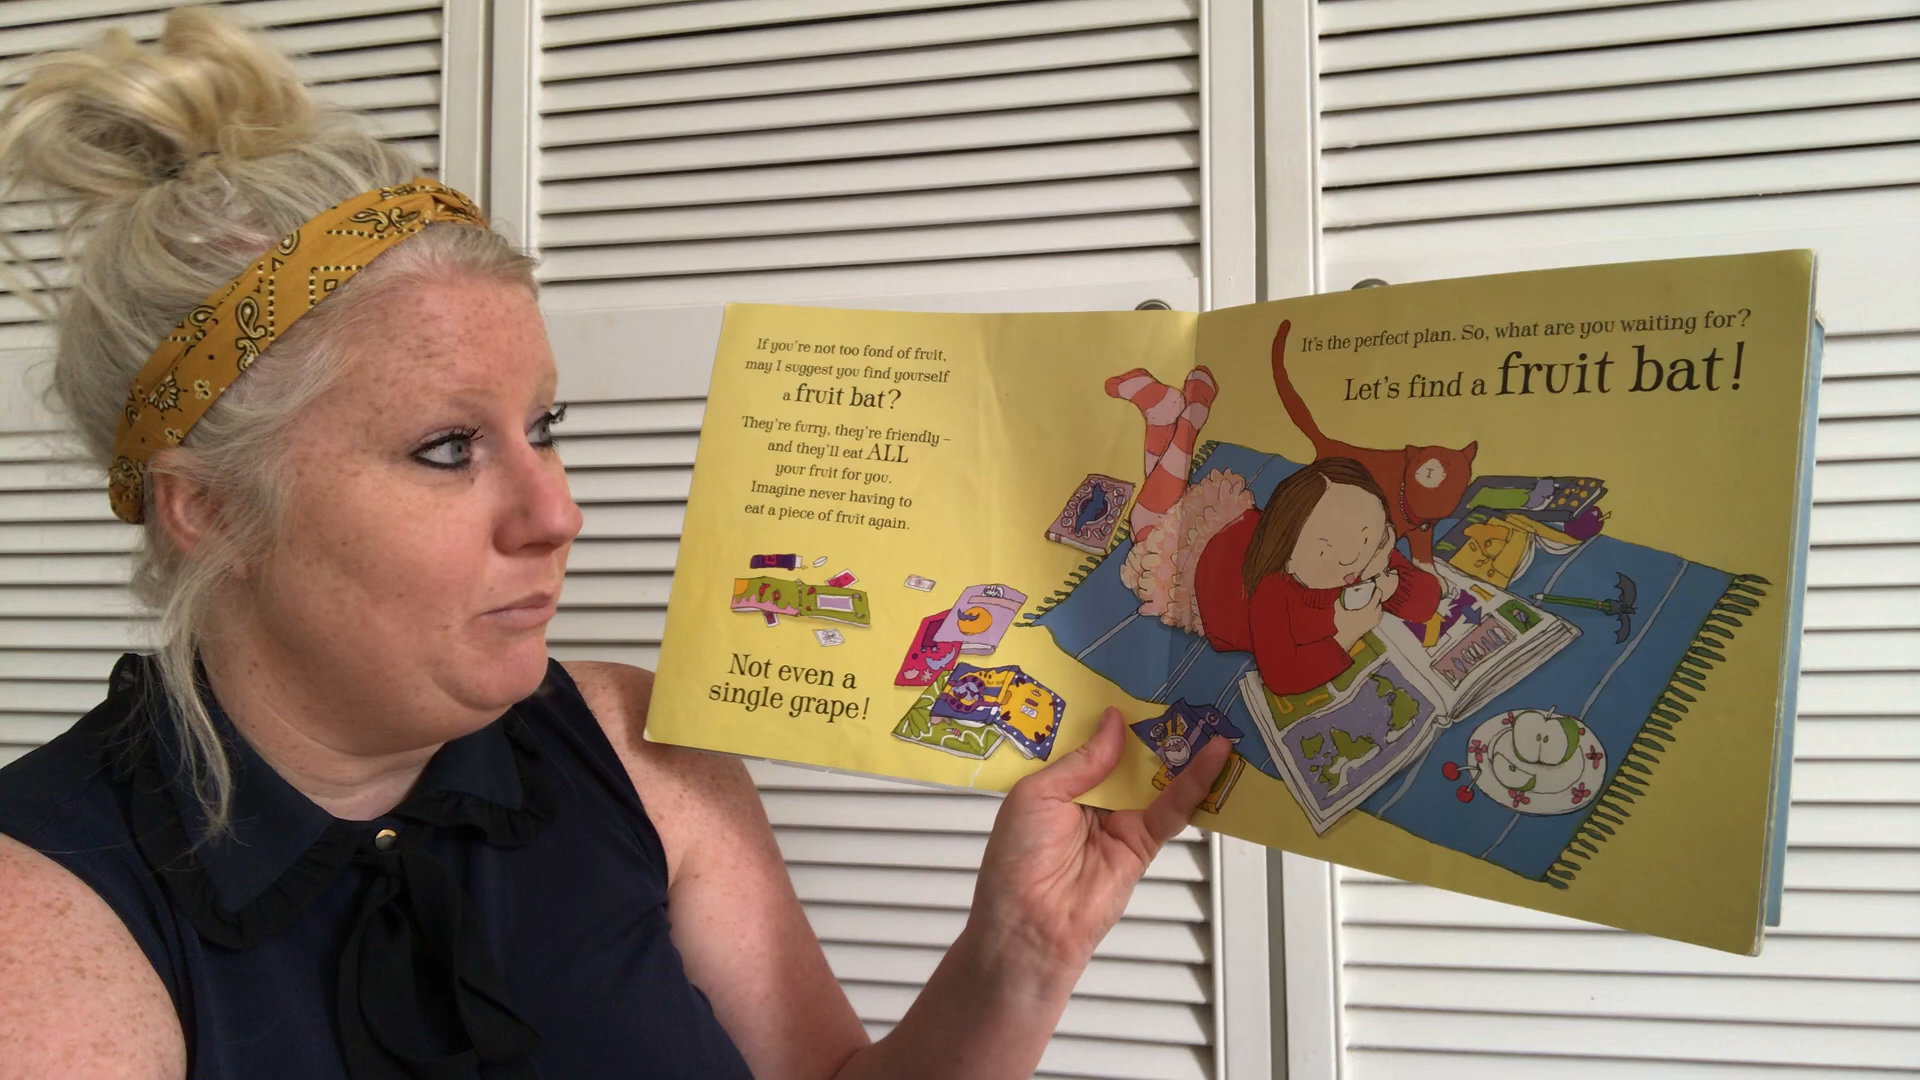 If you're not too fond of fruit,
may I suggest you find yourself
a fruit bat?
They're furry, they're friendly –
and they'll eat ALL
your fruit for you.
Imagine never having to
eat a piece of fruit again.
Not even a
single grape!
It's the perfect plan. So, what are you waiting for?
Let's find a fruit bat!